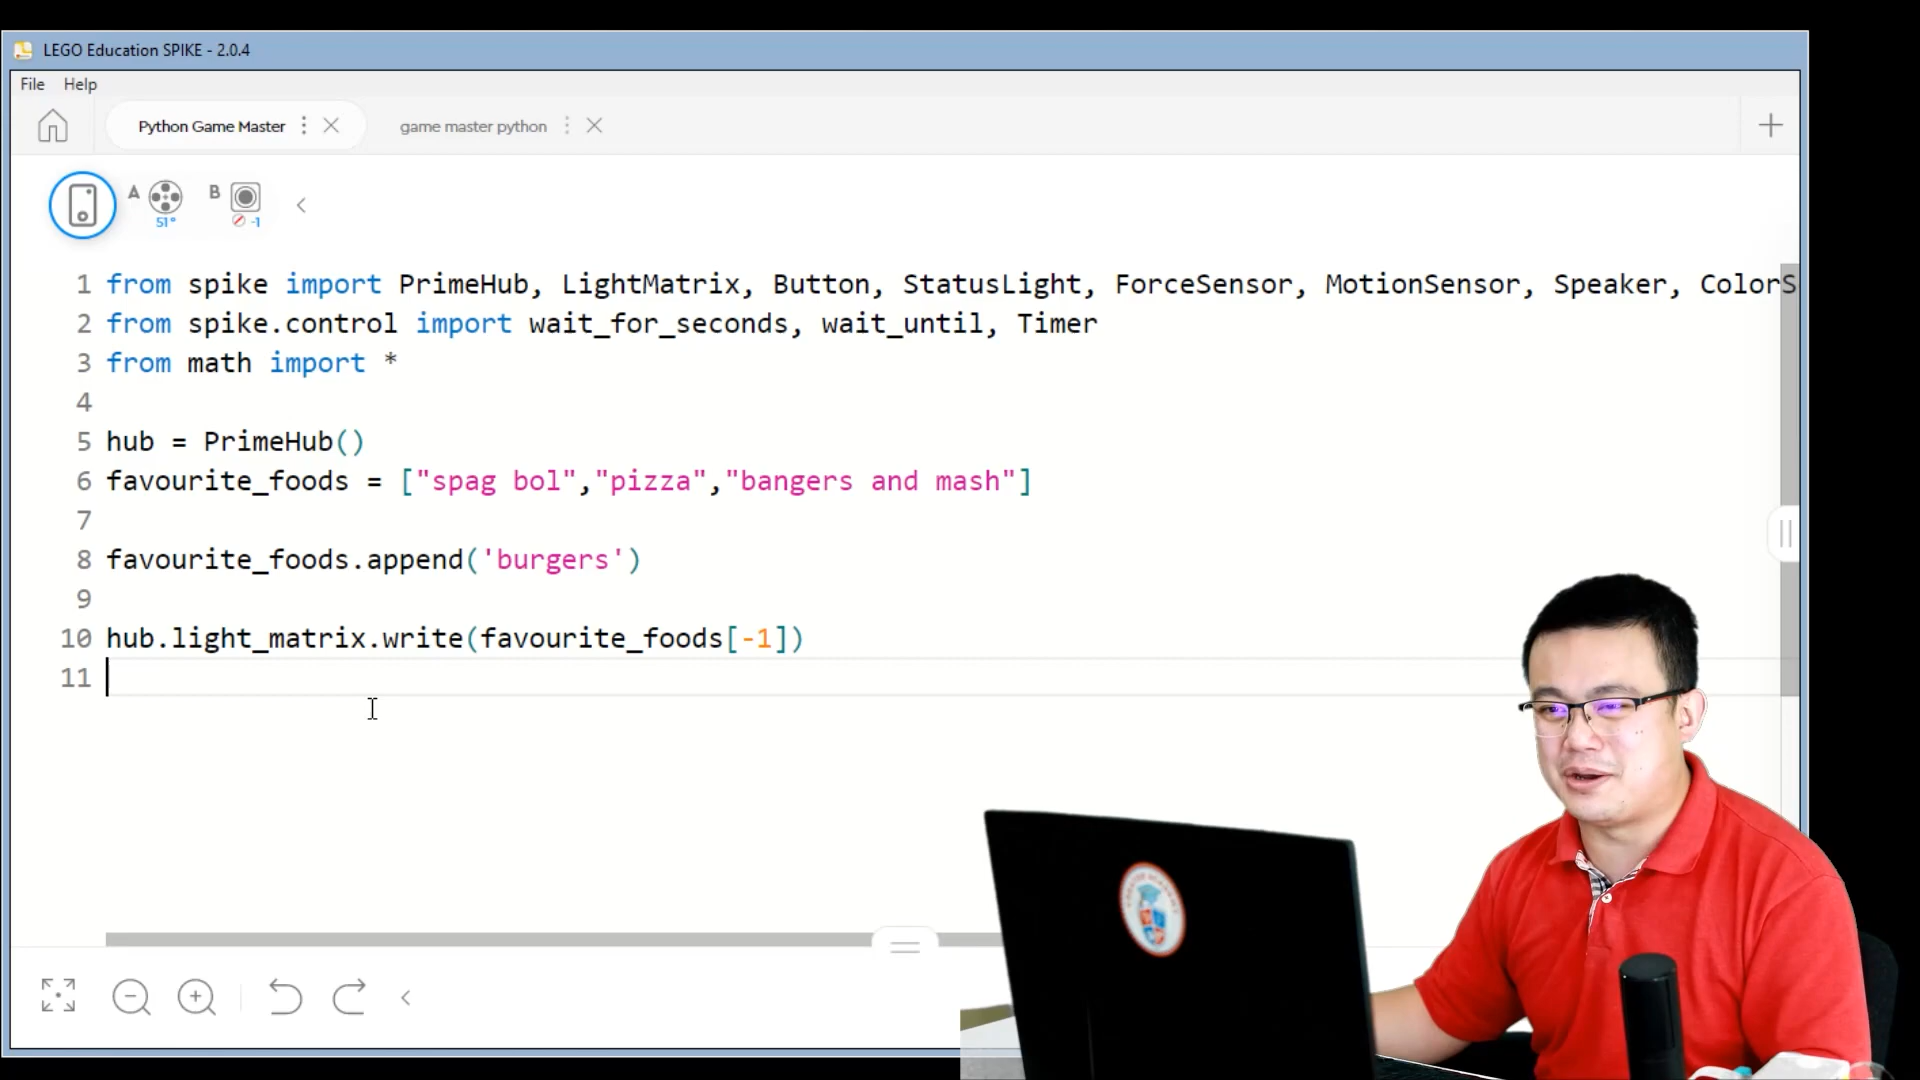 LEGO Education SPIKE - 2.0.4
File Help
Python Game Master game master python
A B
51° -1
1 from spike import PrimeHub, LightMatrix, Button, StatusLight, ForceSensor, MotionSensor, Speaker, ColorS
2 from spike.control import wait_for_seconds, wait_until, Timer
3 from math import *
4
5 hub = PrimeHub()
6 favourite_foods = ["spag bol","pizza","bangers and mash"]
7
8 favourite_foods.append('burgers')
9
10 hub.light_matrix.write(favourite_foods[-1])
11